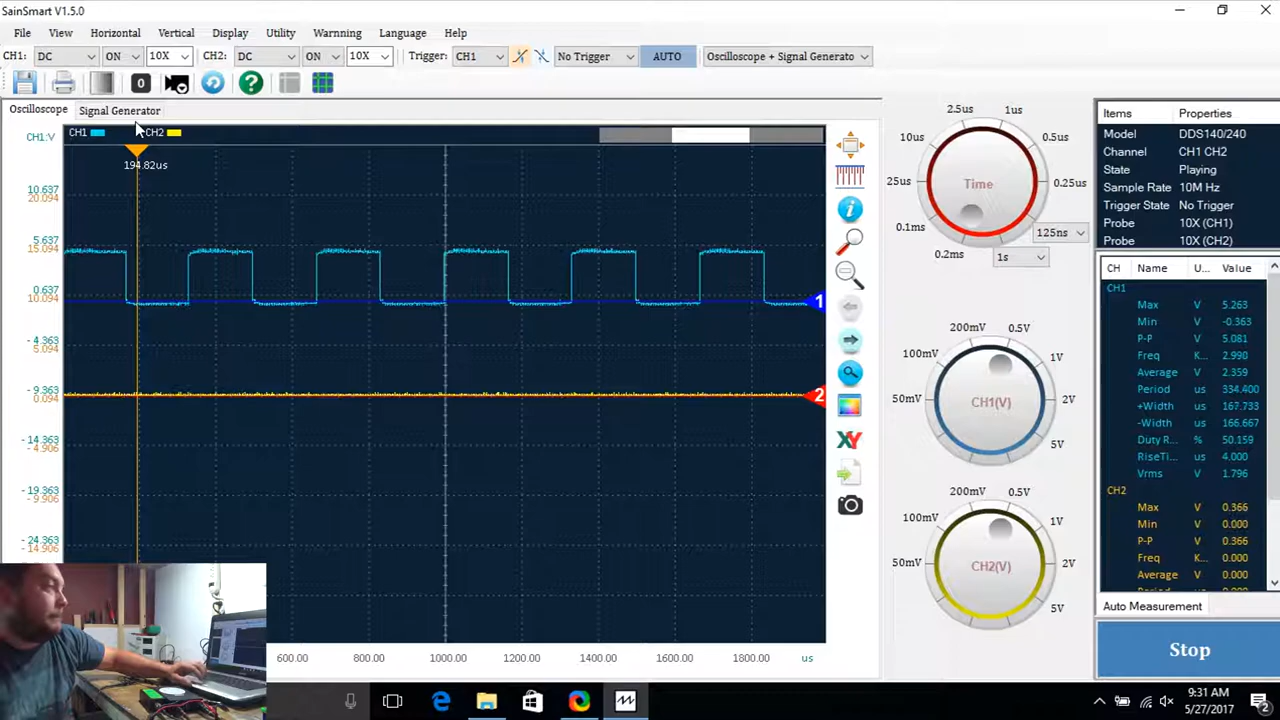 SainSmart V1.5.0
File View Horizontal Vertical Display Utility Warnning Language Help
CH1: DC ON 10X CH2: DC ON 10X Trigger: CH1 No Trigger AUTO Oscilloscope + Signal Generato
0 ?
Oscilloscope Signal Generator
CH1:V CH1 CH2
194.82us
10.637
20.094
5.637
15.094
10.094
-4.363
5.094
-9.363
0.094
-14.363
-4.906
-19.363
-9.906
-24.363
-14.906
1
2
600.00 800.00 1000.00 1200.00 1400.00 1600.00 1800.00 us
i
XY
2.5us 1us
10us 0.5us
25us Time 0.25us
0.1ms 125ns
0.2ms 1s
200mV 0.5V
100mV 1V
50mV CH1(V) 2V
5V
200mV 0.5V
100mV 1V
50mV CH2(V) 2V
5V
Items Properties
Model DDS140/240
Channel CH1 CH2
State Playing
Sample Rate 10M Hz
Trigger State No Trigger
Probe 10X (CH1)
Probe 10X (CH2)
CH Name U... Value
CH1
Max V 5.263
Min V -0.363
P-P V 5.081
Freq K... 2.990
Average V 2.359
Period us 334.400
+Width us 167.733
-Width us 166.667
Duty R... % 50.159
RiseTi... us 4.000
Vrms V 1.796
CH2
Max V 0.366
Min V 0.000
P-P V 0.366
Freq K... 0.000
Average V 0.000
Auto Measurement
Stop
9:31 AM
5/27/2017
2